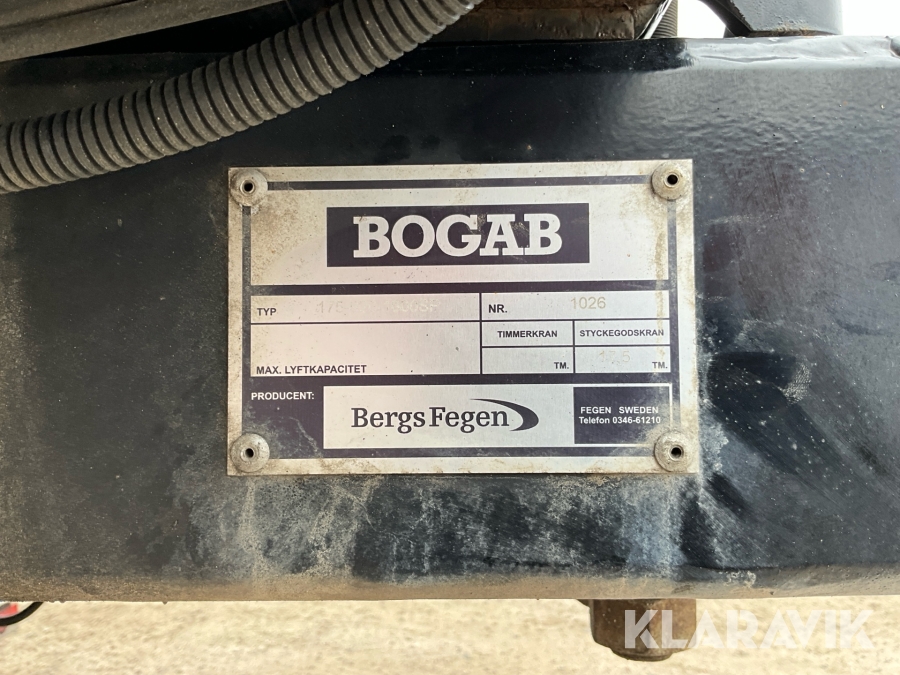 BOGAB
TYP
NR. 1026
TIMMERKRAN STYCKEGODSKRAN
MAX. LYFTKAPACITET TM. TM.
PRODUCENT: BergsFegen FEGEN SWEDEN
Telefon 0346-61210
KLARAVIK